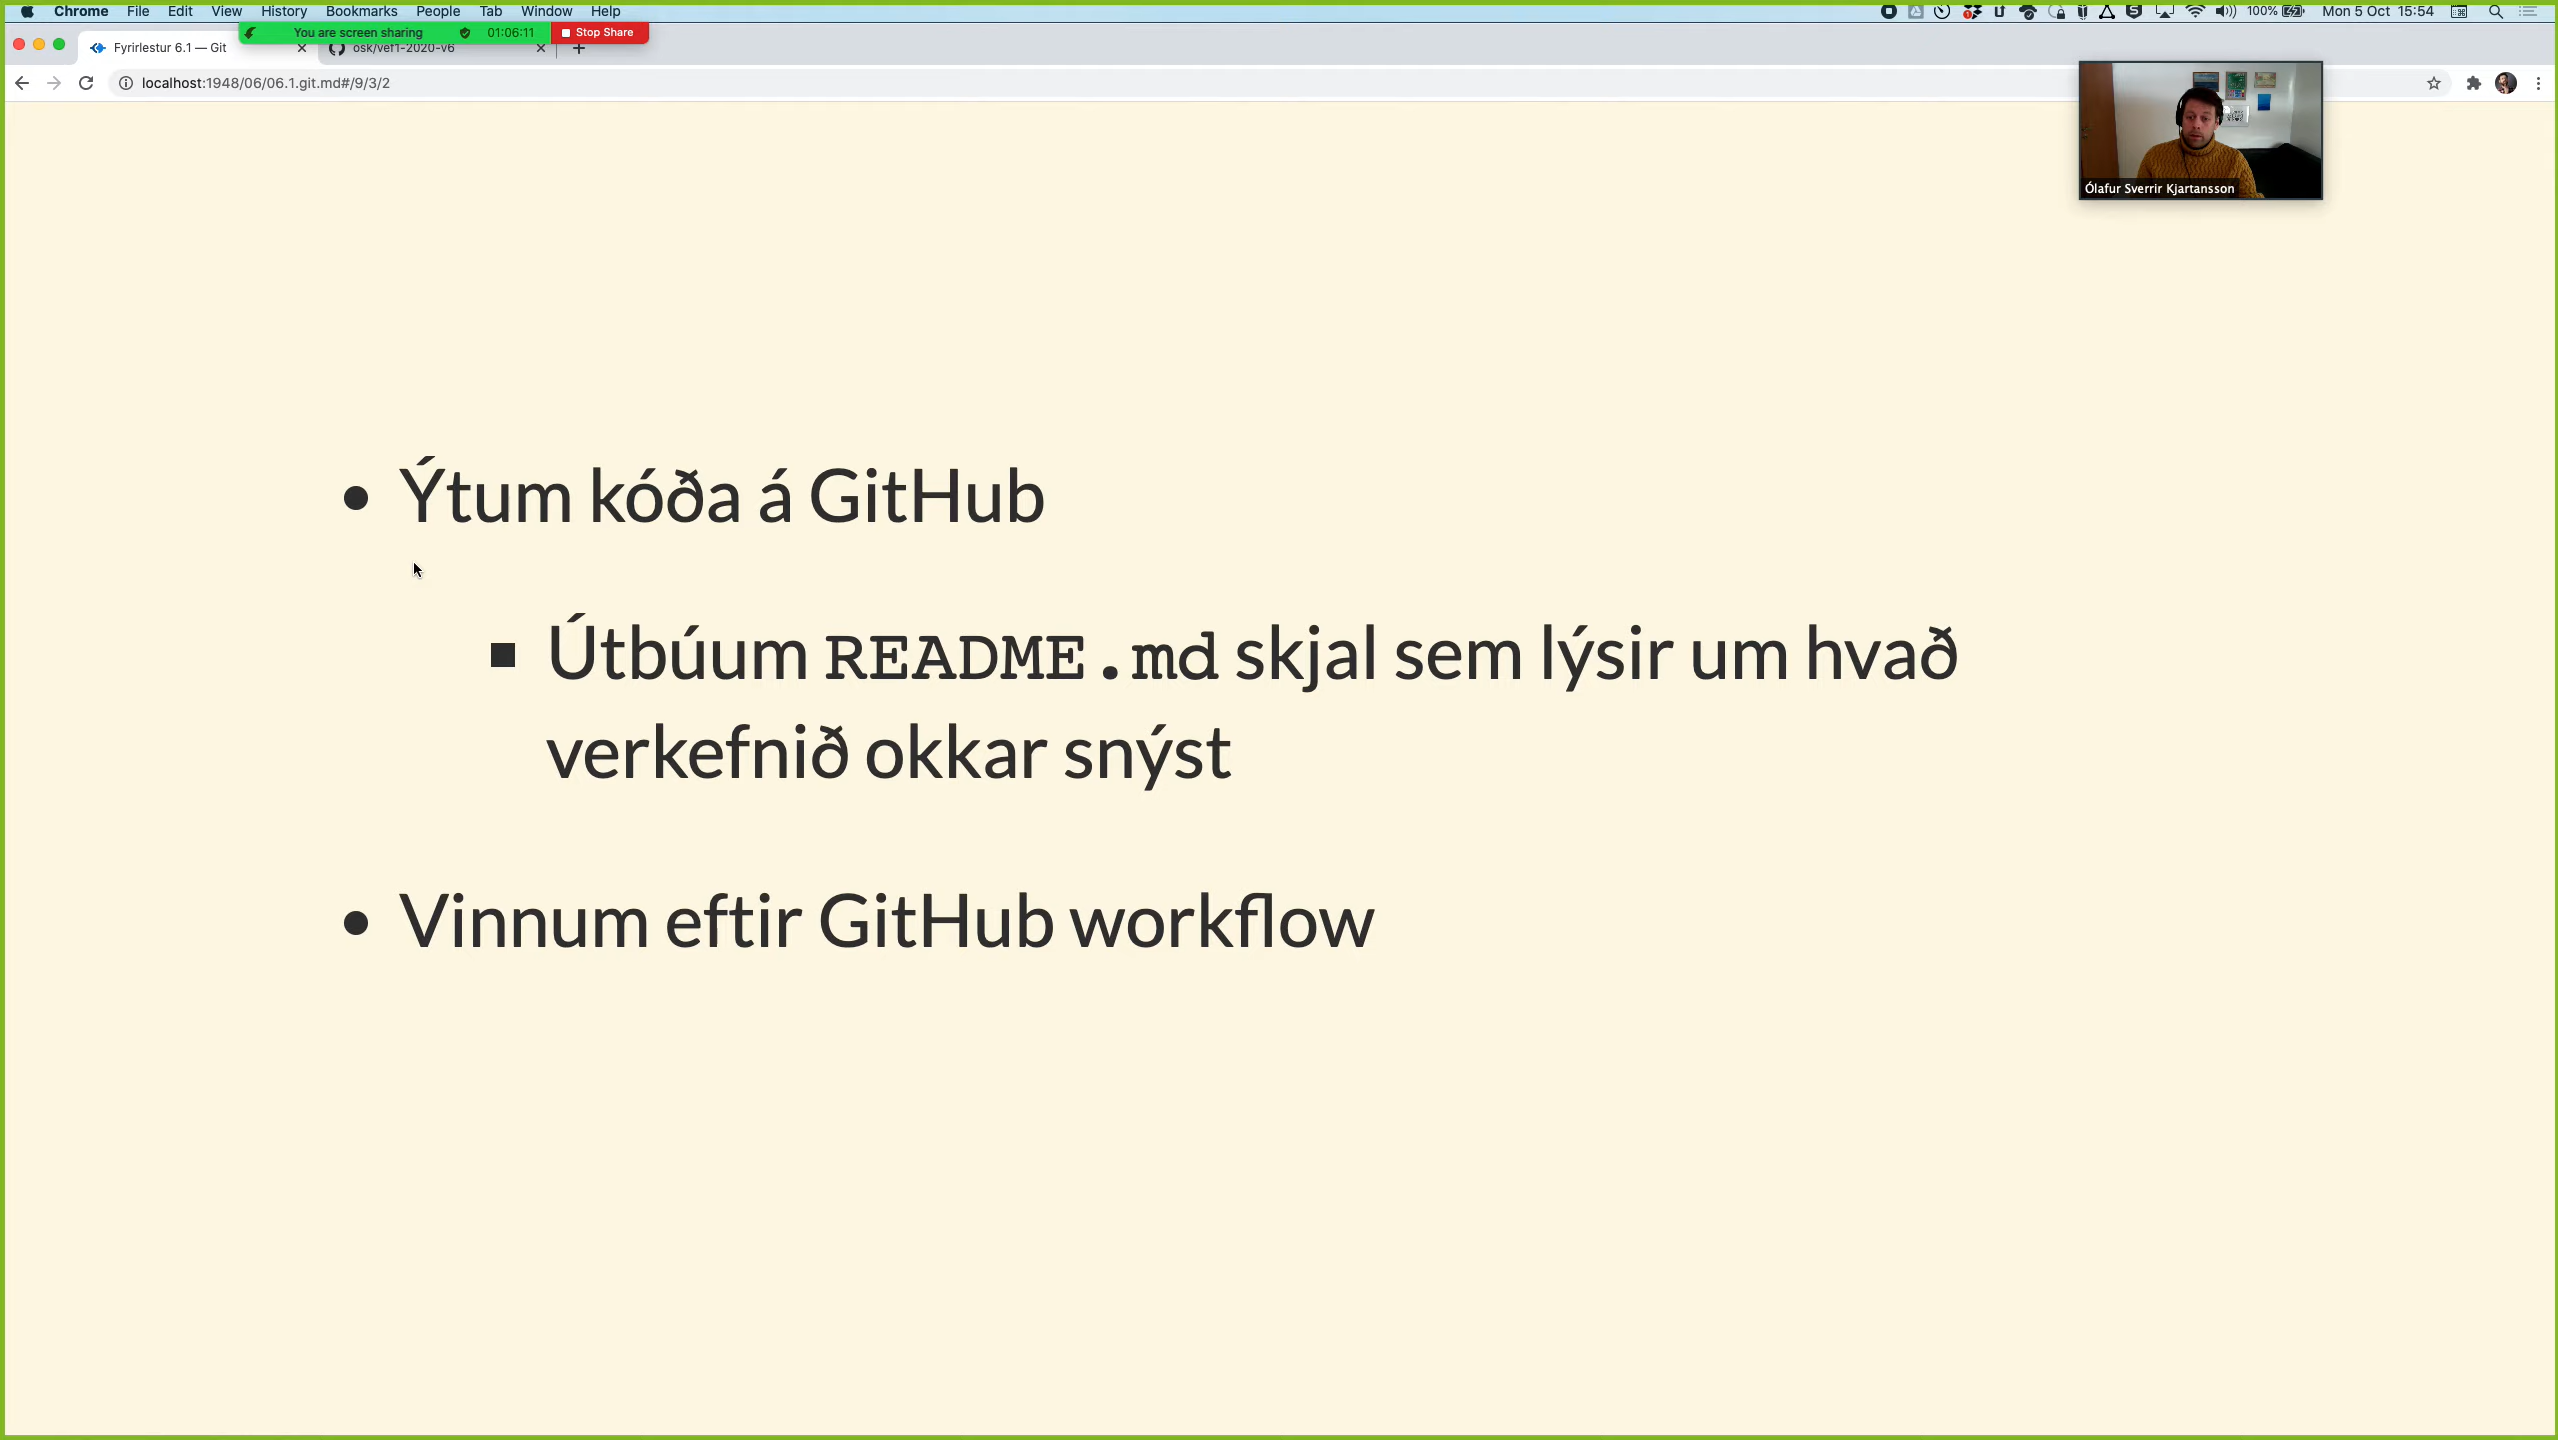 Chrome File Edit View History Bookmarks People Tab Window Help
100% Mon 5 Oct 15:54
You are screen sharing 01:06:11 Stop Share
Fyrirlestur 6.1 — Git
osk/vef1-2020-v6
localhost:1948/06/06.1.git.md#/9/3/2
Ólafur Sverrir Kjartansson
Ýtum kóða á GitHub
Útbúum README.md skjal sem lýsir um hvað
verkefnið okkar snýst
Vinnum eftir GitHub workflow